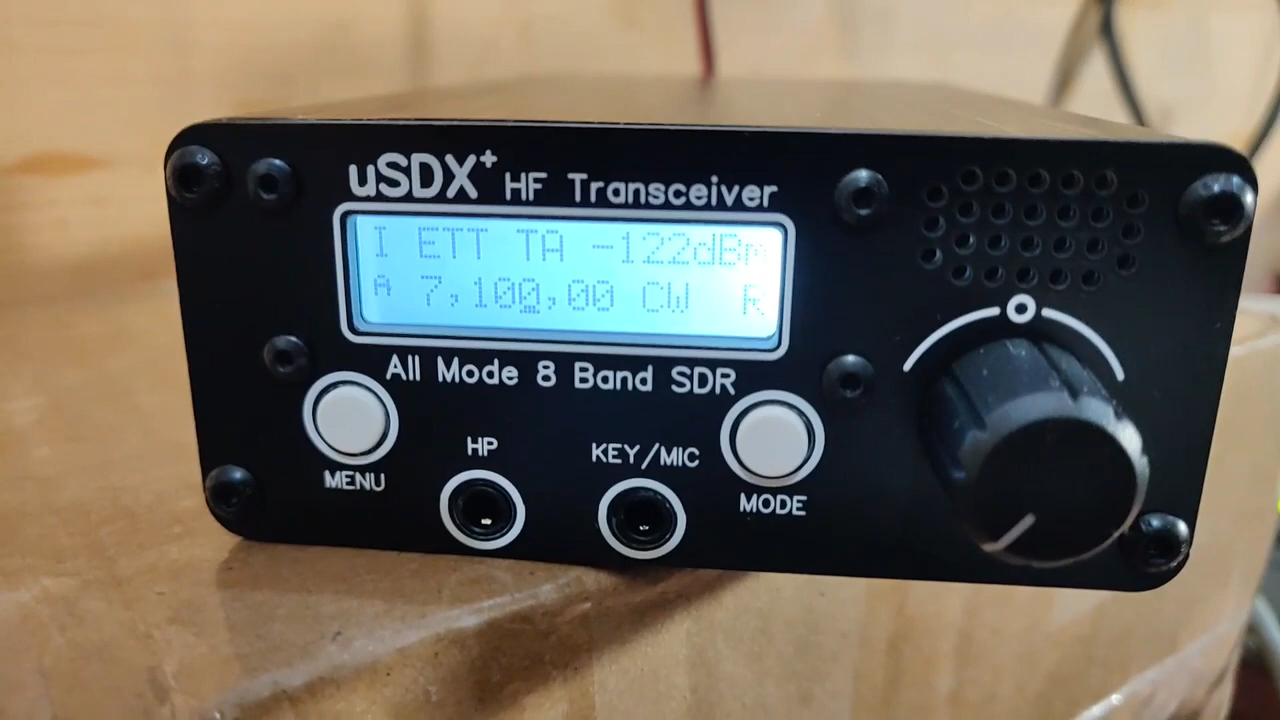 uSDX+ HF Transceiver
I ETT TA -122dBm
A 7,100,00 CW R
All Mode 8 Band SDR
HP
KEY/MIC
MENU
MODE